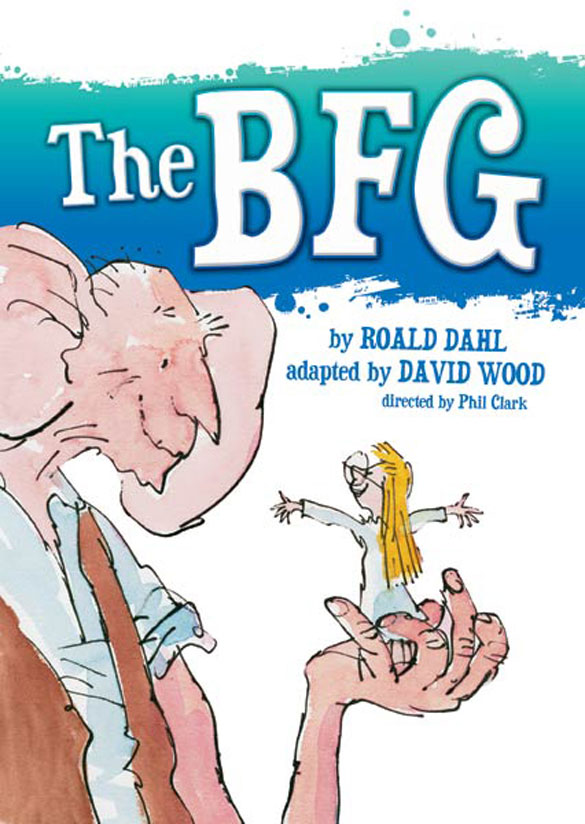 The BFG
by ROALD DAHL
adapted by DAVID WOOD
directed by Phil Clark